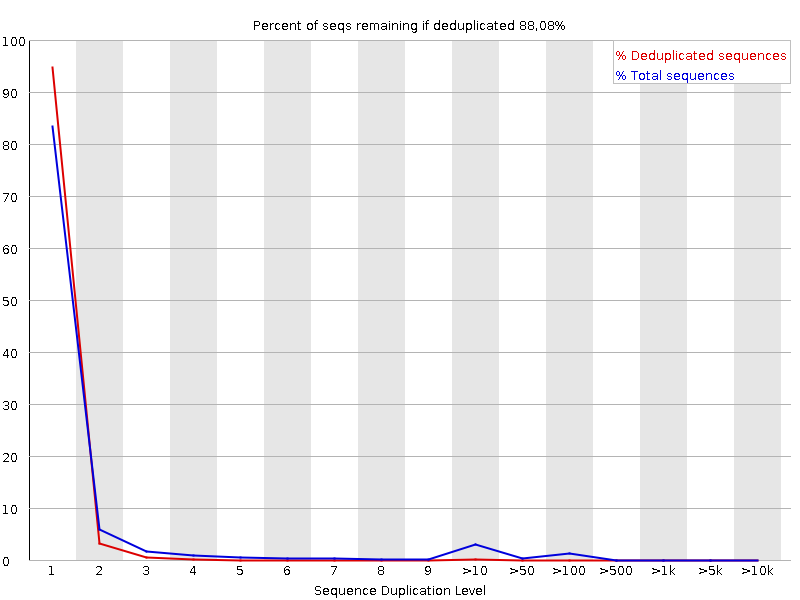 Percent of seqs remaining if deduplicated 88,08%
% Deduplicated sequences
% Total sequences
100
90
80
70
60
50
40
30
20
10
0
1 2 3 4 5 6 7 8 9 >10 >50 >100 >500 >1k >5k >10k
Sequence Duplication Level